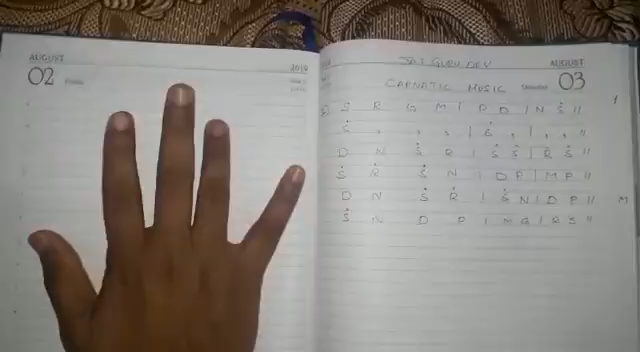 AUGUST
02
2019
JAI GURU DEV
AUGUST
CARNATIC MUSIC
03
S R G M | P D | N Ṡ ||
Ṡ , , , | Ṡ , | , , ||
D N Ṡ Ṙ | Ṡ Ṡ | Ṙ Ṡ ||
Ṡ Ṙ Ṡ N | D P | M P ||
D N Ṡ Ṙ | Ṡ N | D P ||
Ṡ N D P | M G | R S ||
M